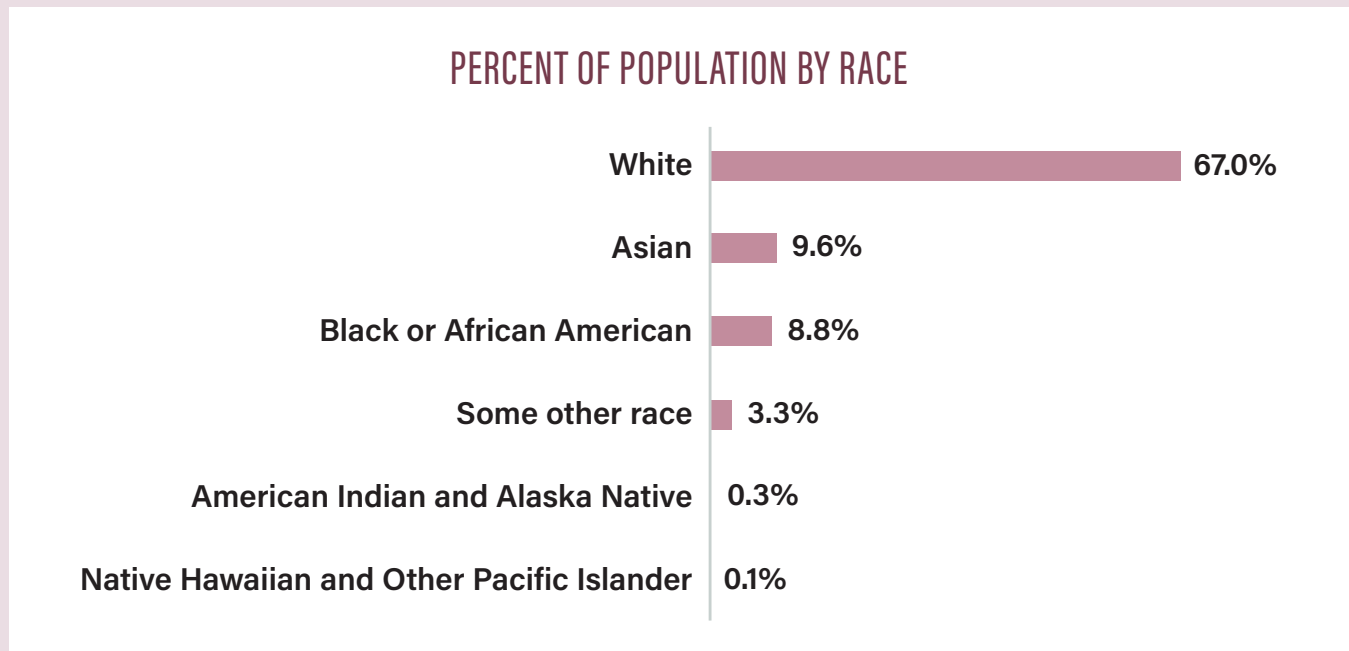 PERCENT OF POPULATION BY RACE
White 67.0%
Asian 9.6%
Black or African American 8.8%
Some other race 3.3%
American Indian and Alaska Native 0.3%
Native Hawaiian and Other Pacific Islander 0.1%